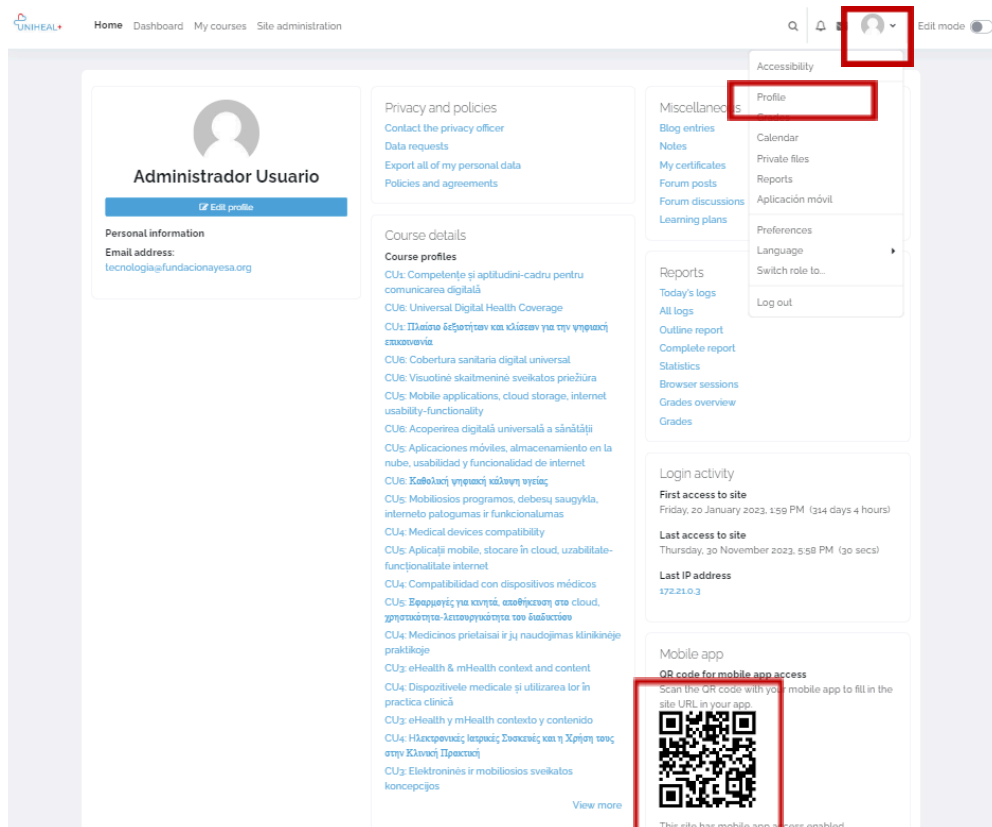 UNIHEAL+
Home Dashboard My courses Site administration
Edit mode
Accessibility
Profile
Grades
Calendar
Private files
Reports
Aplicación móvil
Preferences
Language
Switch role to...
Log out
Administrador Usuario
Edit profile
Personal information
Email address:
tecnologia@fundacionayesa.org
Privacy and policies
Contact the privacy officer
Data requests
Export all of my personal data
Policies and agreements
Course details
Course profiles
CU1: Competențe și aptitudini-cadru pentru
comunicarea digitală
CU6: Universal Digital Health Coverage
CU1: Πλαίσιο δεξιοτήτων και κλίσεων για την ψηφιακή
επικοινωνία
CU6: Cobertura sanitaria digital universal
CU6: Visuotinė skaitmeninė sveikatos priežiūra
CU5: Mobile applications, cloud storage, internet
usability-functionality
CU6: Acoperirea digitală universală a sănătății
CU5: Aplicaciones móviles, almacenamiento en la
nube, usabilidad y funcionalidad de internet
CU6: Καθολική ψηφιακή κάλυψη υγείας
CU5: Mobiliosios programos, debesų saugykla,
interneto patogumas ir funkcionalumas
CU4: Medical devices compatibility
CU5: Aplicații mobile, stocare în cloud, uzabilitate-
funcționalitate internet
CU4: Compatibilidad con dispositivos médicos
CU5: Εφαρμογές για κινητά, αποθήκευση στο cloud,
χρηστικότητα-λειτουργικότητα του διαδικτύου
CU4: Medicinos prietaisai ir jų naudojimas klinikinėje
praktikoje
CU3: eHealth & mHealth context and content
CU4: Dispozitivele medicale și utilizarea lor în
practica clinică
CU3: eHealth y mHealth contexto y contenido
CU4: Ηλεκτρονικές Ιατρικές Συσκευές και η Χρήση τους
στην Κλινική Πρακτική
CU3: Elektroninės ir mobiliosios sveikatos
koncepcijos
View more
Miscellaneous
Blog entries
Notes
My certificates
Forum posts
Forum discussions
Learning plans
Reports
Today's logs
All logs
Outline report
Complete report
Statistics
Browser sessions
Grades overview
Grades
Login activity
First access to site
Friday, 20 January 2023, 1:59 PM (314 days 4 hours)
Last access to site
Thursday, 30 November 2023, 5:58 PM (30 secs)
Last IP address
172.21.0.3
Mobile app
QR code for mobile app access
Scan the QR code with your mobile app to fill in the
site URL in your app.
This site has mobile app access enabled